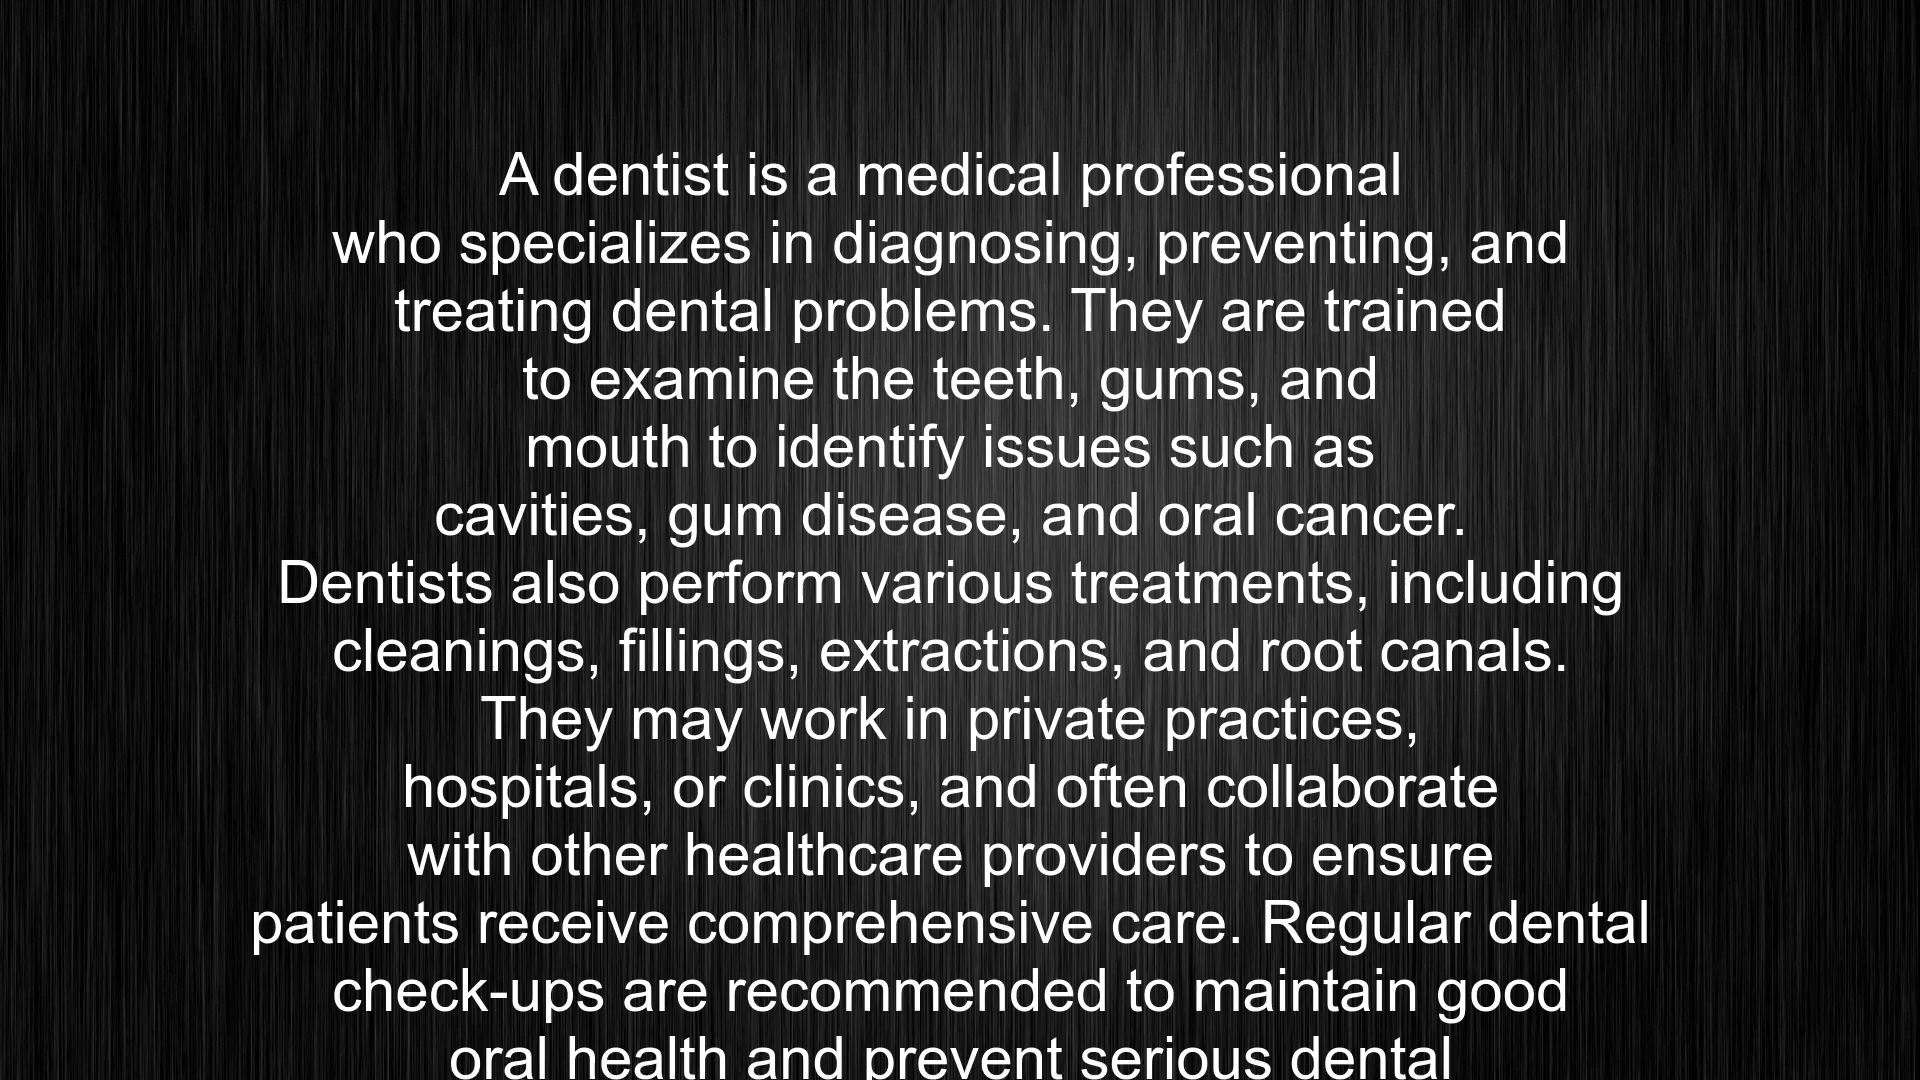 A dentist is a medical professional
who specializes in diagnosing, preventing, and
treating dental problems. They are trained
to examine the teeth, gums, and
mouth to identify issues such as
cavities, gum disease, and oral cancer.
Dentists also perform various treatments, including
cleanings, fillings, extractions, and root canals.
They may work in private practices,
hospitals, or clinics, and often collaborate
with other healthcare providers to ensure
patients receive comprehensive care. Regular dental
check-ups are recommended to maintain good
oral health and prevent serious dental